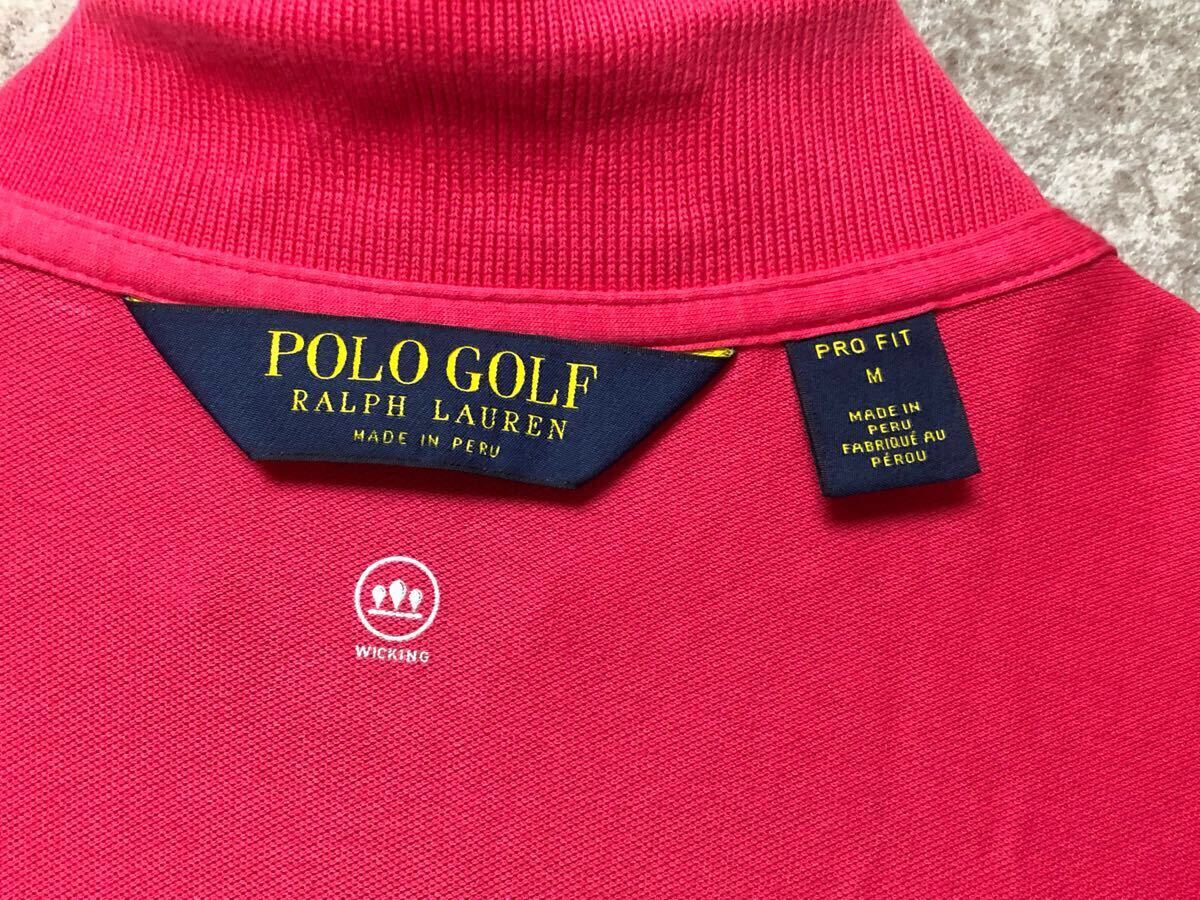 POLO GOLF
RALPH LAUREN
MADE IN PERU
PRO FIT
M
MADE IN
PERU
FABRIQUÉ AU
PÉROU
WICKING